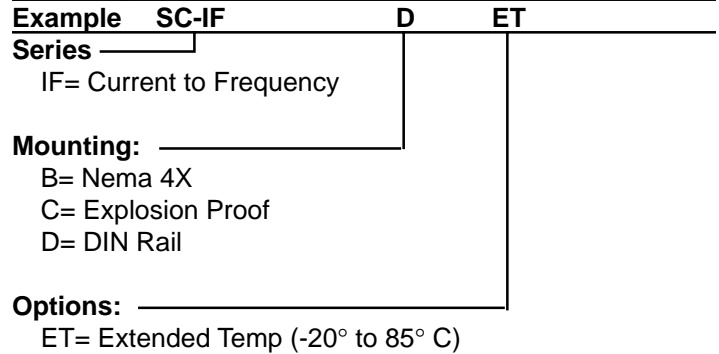 Example SC-IF D ET
Series
IF= Current to Frequency
Mounting:
B= Nema 4X
C= Explosion Proof
D= DIN Rail
Options:
ET= Extended Temp (-20° to 85° C)